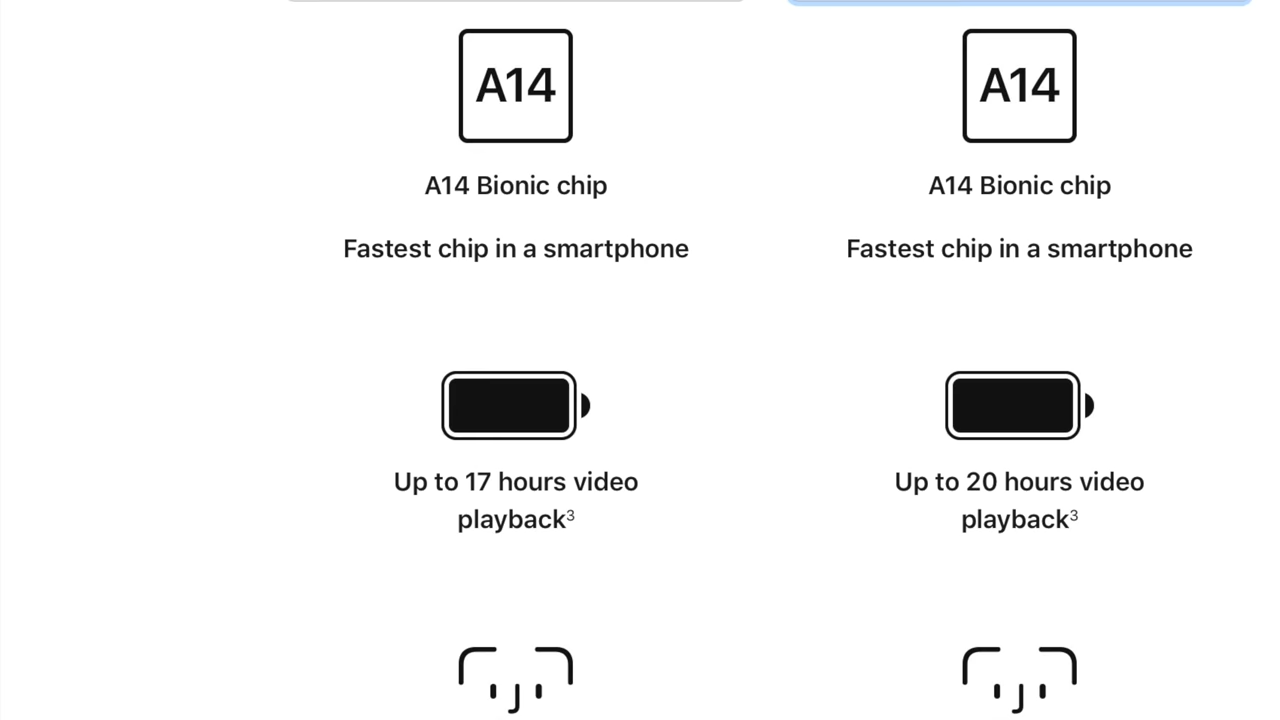 A14 A14
A14 Bionic chip A14 Bionic chip
Fastest chip in a smartphone Fastest chip in a smartphone
Up to 17 hours video Up to 20 hours video
playback³ playback³